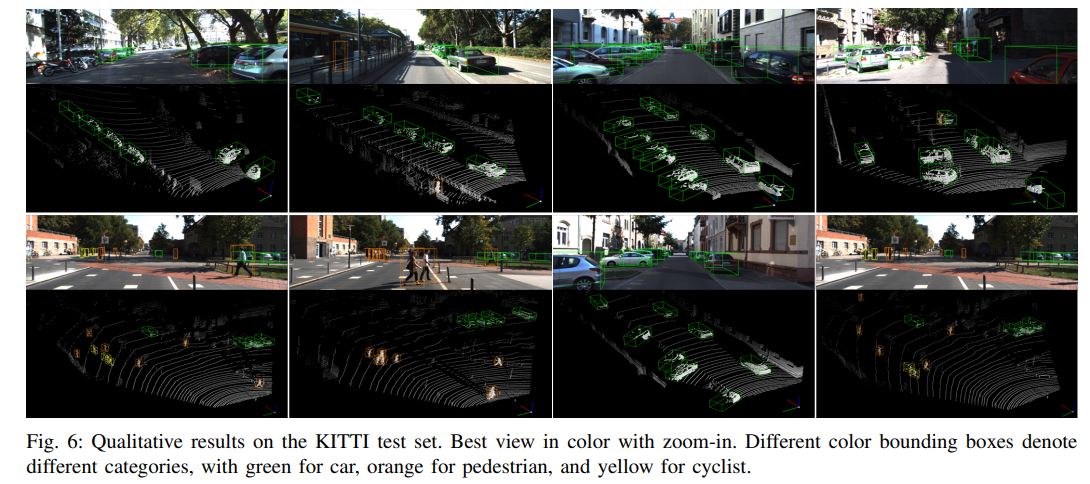 Fig. 6: Qualitative results on the KITTI test set. Best view in color with zoom-in. Different color bounding boxes denote
different categories, with green for car, orange for pedestrian, and yellow for cyclist.